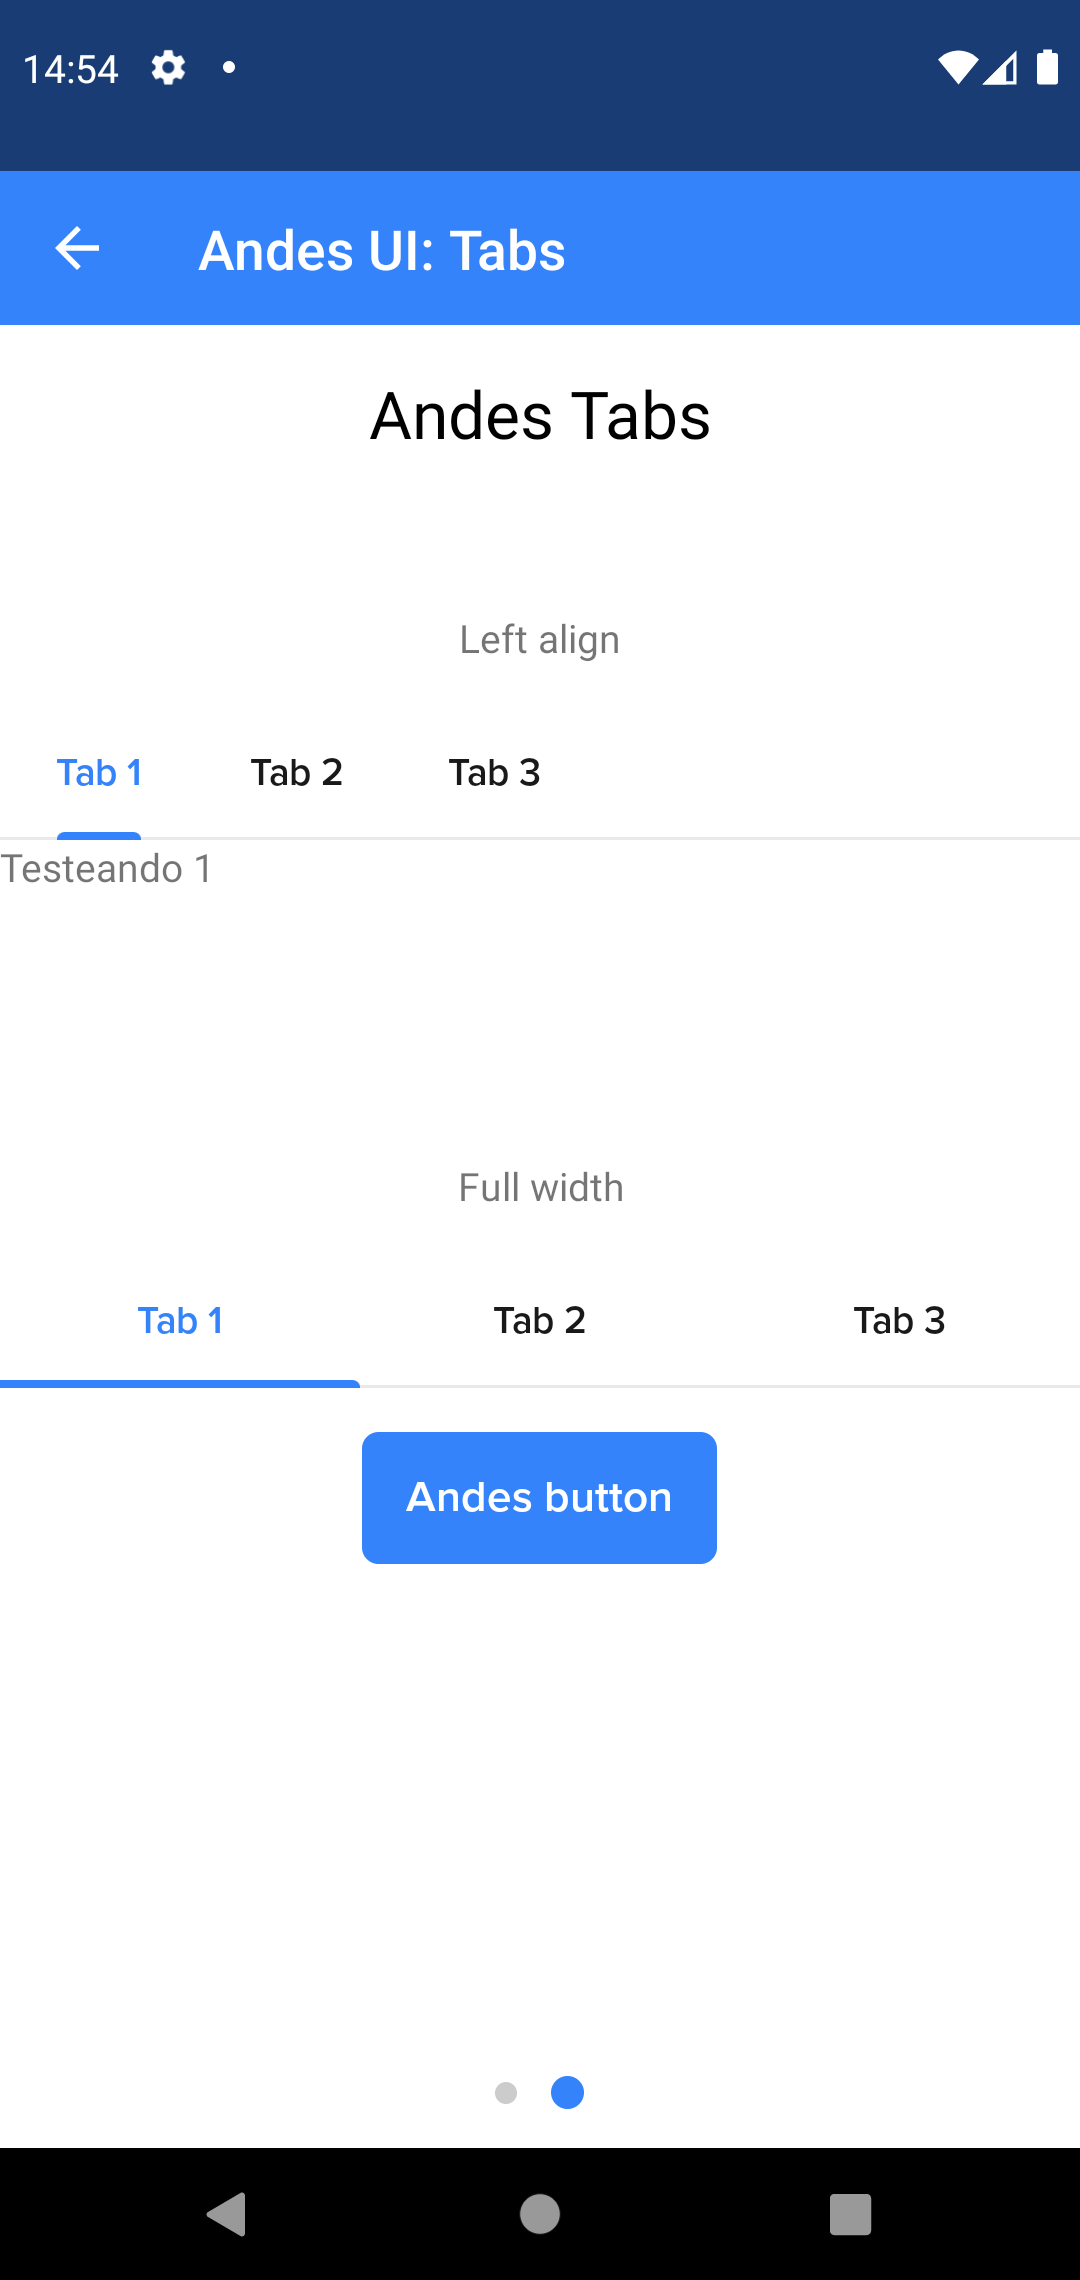 14:54
Andes UI: Tabs
Andes Tabs
Left align
Tab 1 Tab 2 Tab 3
Testeando 1
Full width
Tab 1 Tab 2 Tab 3
Andes button